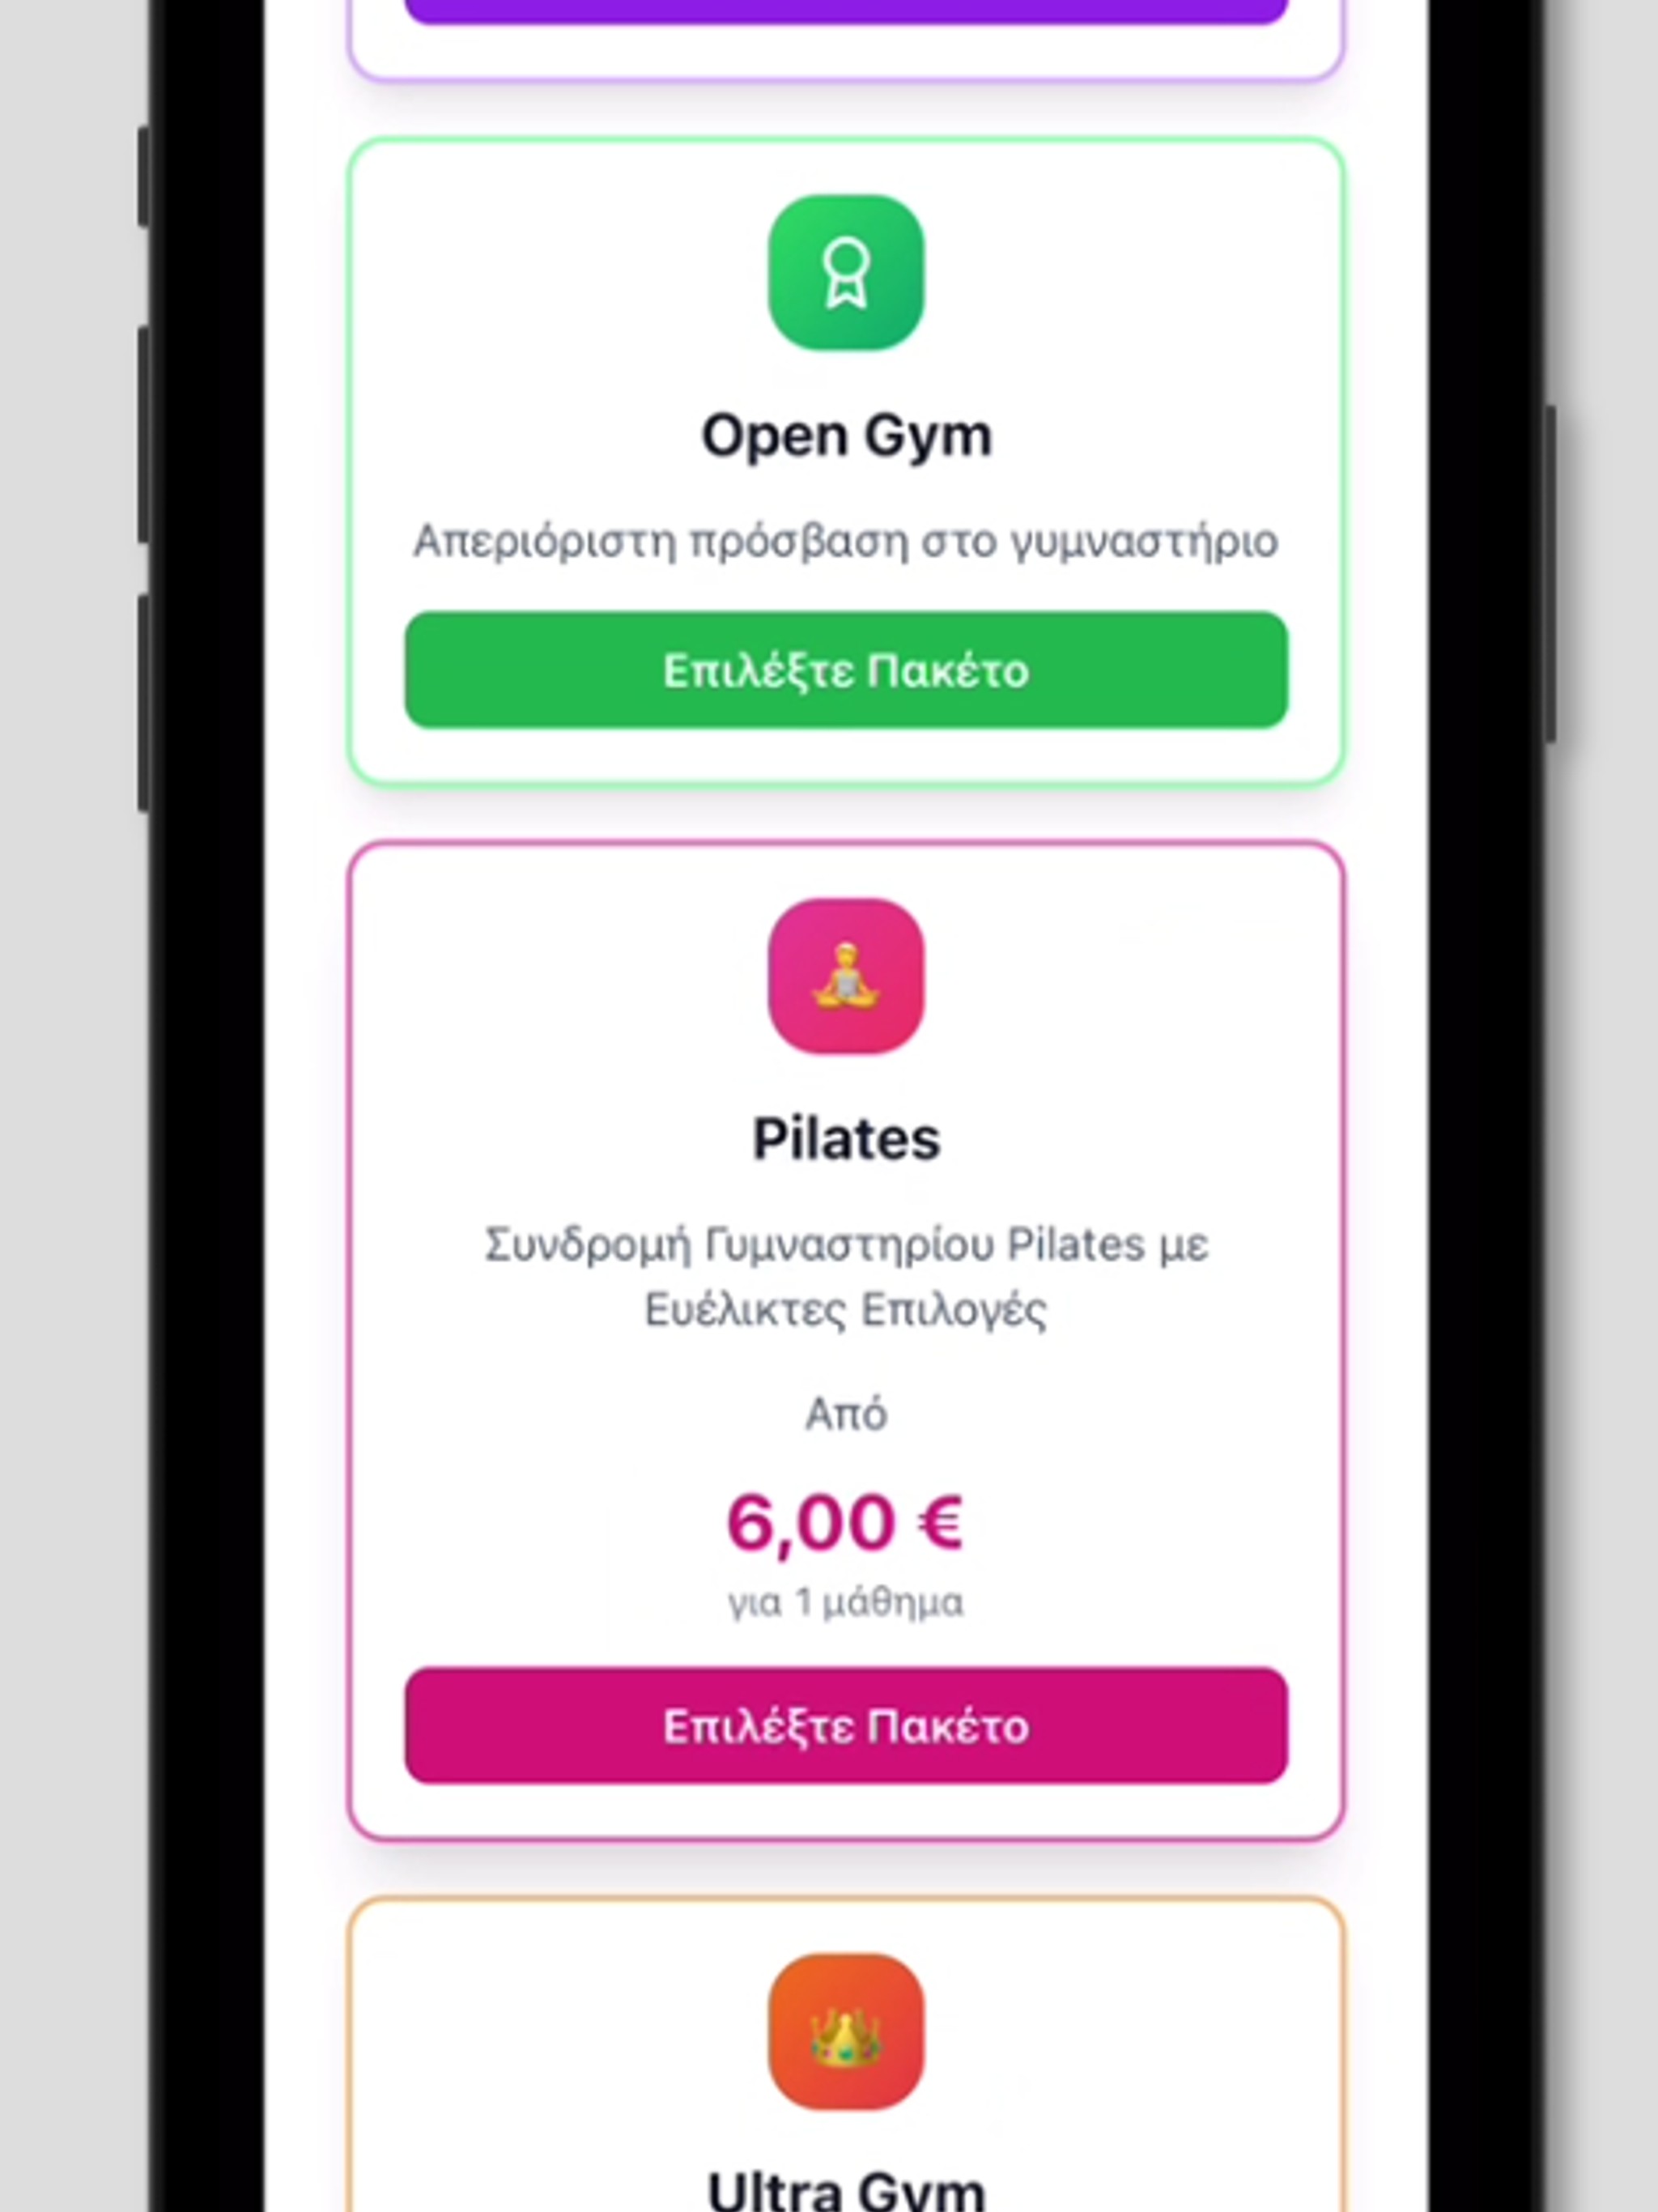 Open Gym
Απεριόριστη πρόσβαση στο γυμναστήριο
Επιλέξτε Πακέτο
Pilates
Συνδρομή Γυμναστηρίου Pilates με
Ευέλικτες Επιλογές
Από
6,00 €
για 1 μάθημα
Επιλέξτε Πακέτο
Ultra Gym